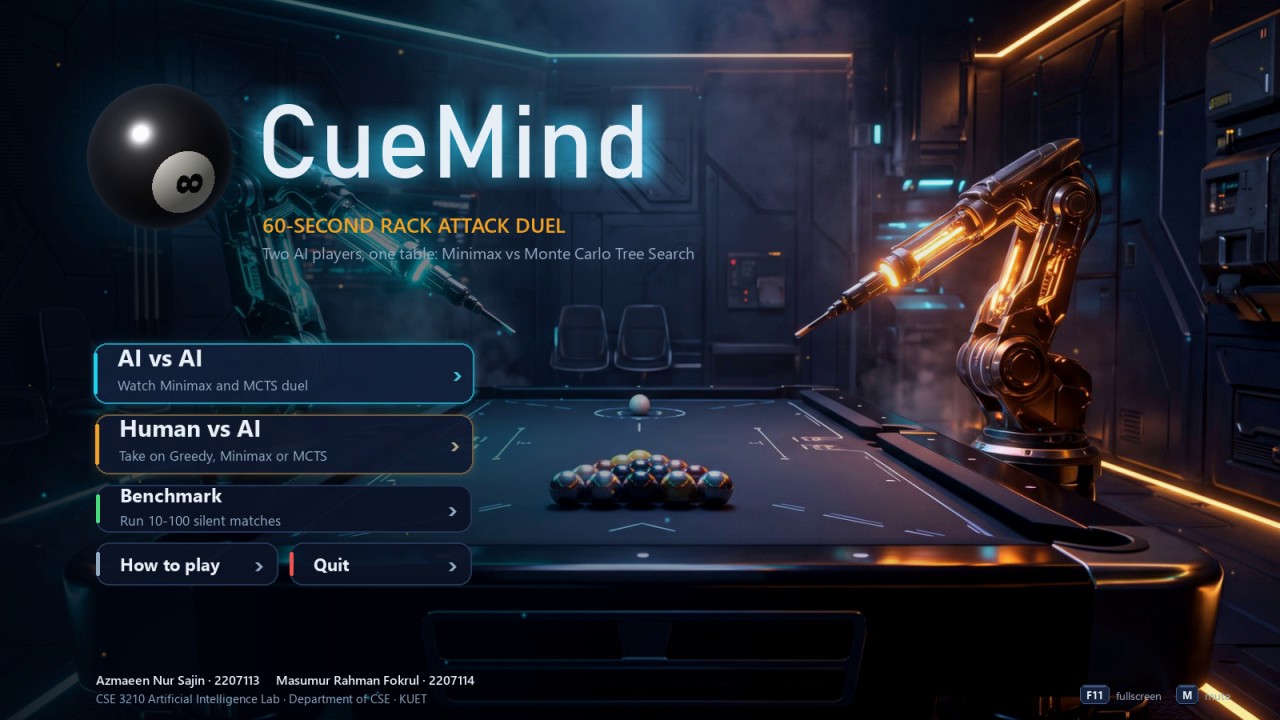 CueMind
8
60-SECOND RACK ATTACK DUEL
Two AI players, one table: Minimax vs Monte Carlo Tree Search
AI vs AI
Watch Minimax and MCTS duel
Human vs AI
Take on Greedy, Minimax or MCTS
Benchmark
Run 10-100 silent matches
How to play
Quit
Azmaeen Nur Sajin · 2207113 Masumur Rahman Fokrul · 2207114
CSE 3210 Artificial Intelligence Lab · Department of CSE · KUET
F11 fullscreen M mute